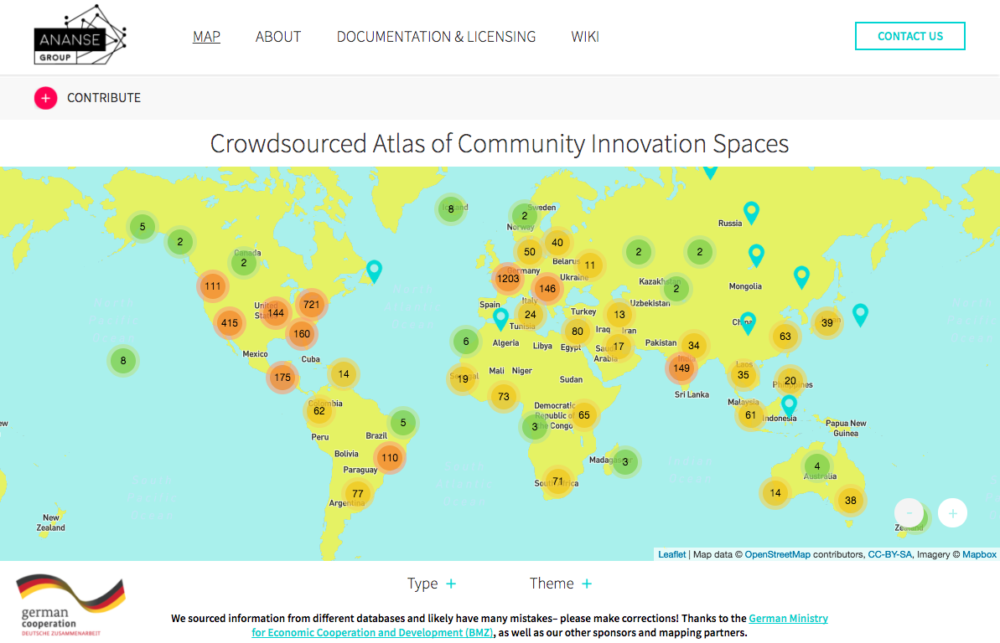 ANANSE
GROUP
MAP
ABOUT
DOCUMENTATION & LICENSING
WIKI
CONTACT US
+ CONTRIBUTE
Crowdsourced Atlas of Community Innovation Spaces
8
Sweden
2
Norway
5
2
Canada
2
Russia
50
40
Belarus
11
2
2
1203
Germany
146
Ukraine
Kazakhstan
2
Mongolia
111
United
States
144
721
415
160
Spain
Italy
24
Tunisia
Turkey
13
Uzbekistan
80
Iraq
Iran
China
39
63
Mexico
Cuba
6
Algeria
Libya
Egypt
Saudi
Arabia
17
Pakistan
34
India
149
8
175
14
Senegal
19
Mali
Niger
Sudan
Laos
35
Philippines
20
Sri Lanka
73
Colombia
62
Democratic
Republic of
the Congo
65
3
Malaysia
61
Indonesia
Papua New
Guinea
5
Peru
Brazil
Bolivia
110
Paraguay
Madagascar
3
4
Australia
South Africa
71
77
Argentina
14
38
New
Zealand
Zealand
-
+
Leaflet | Map data © OpenStreetMap contributors, CC-BY-SA, Imagery © Mapbox
Type +
Theme +
german
cooperation
DEUTSCHE ZUSAMMENARBEIT
We sourced information from different databases and likely have many mistakes– please make corrections! Thanks to the German Ministry
for Economic Cooperation and Development (BMZ), as well as our other sponsors and mapping partners.